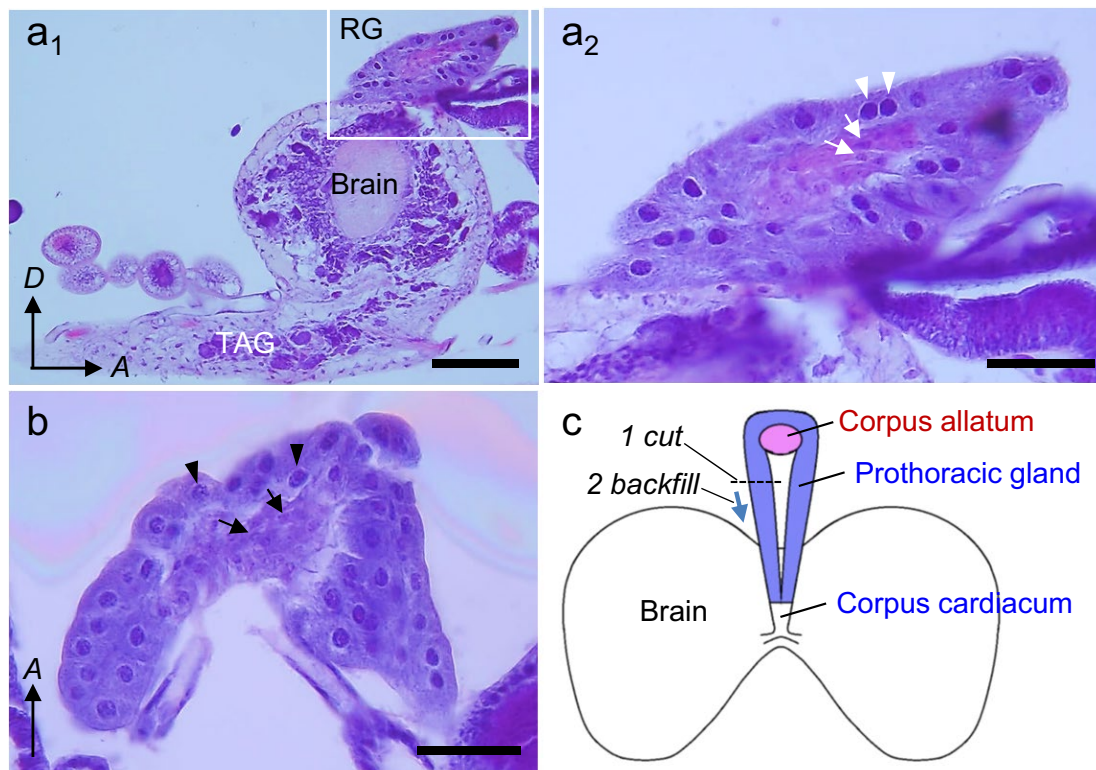 a1
RG
Brain
TAG
D
A
a2
b
A
c
1 cut
2 backfill
Corpus allatum
Prothoracic gland
Brain
Corpus cardiacum